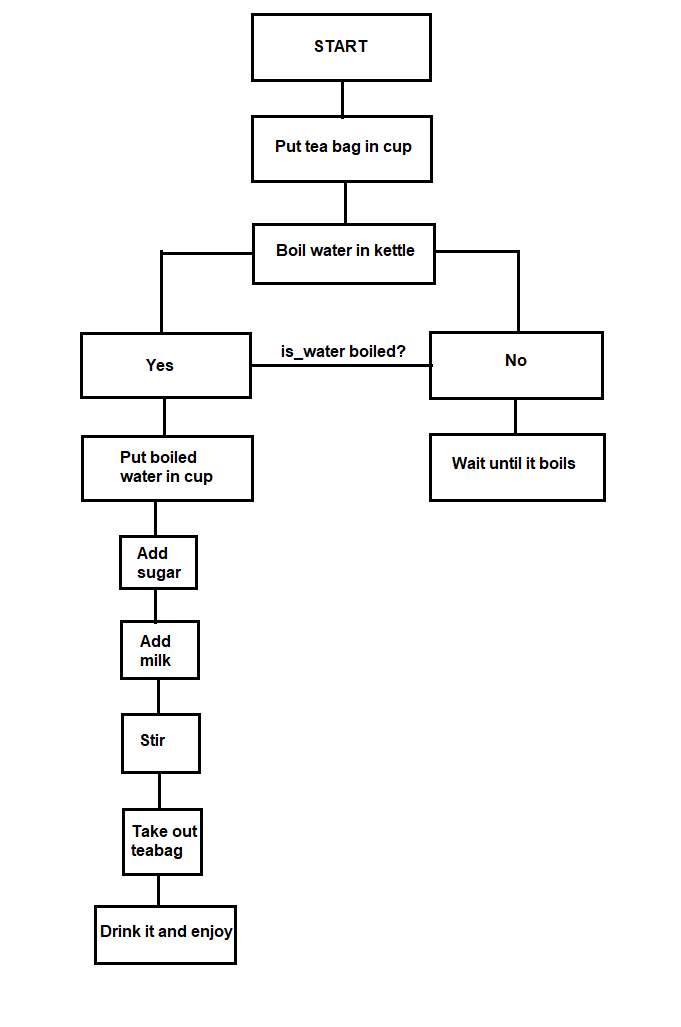 START
Put tea bag in cup
Boil water in kettle
is_water boiled?
Yes
No
Put boiled
water in cup
Wait until it boils
Add
sugar
Add
milk
Stir
Take out
teabag
Drink it and enjoy